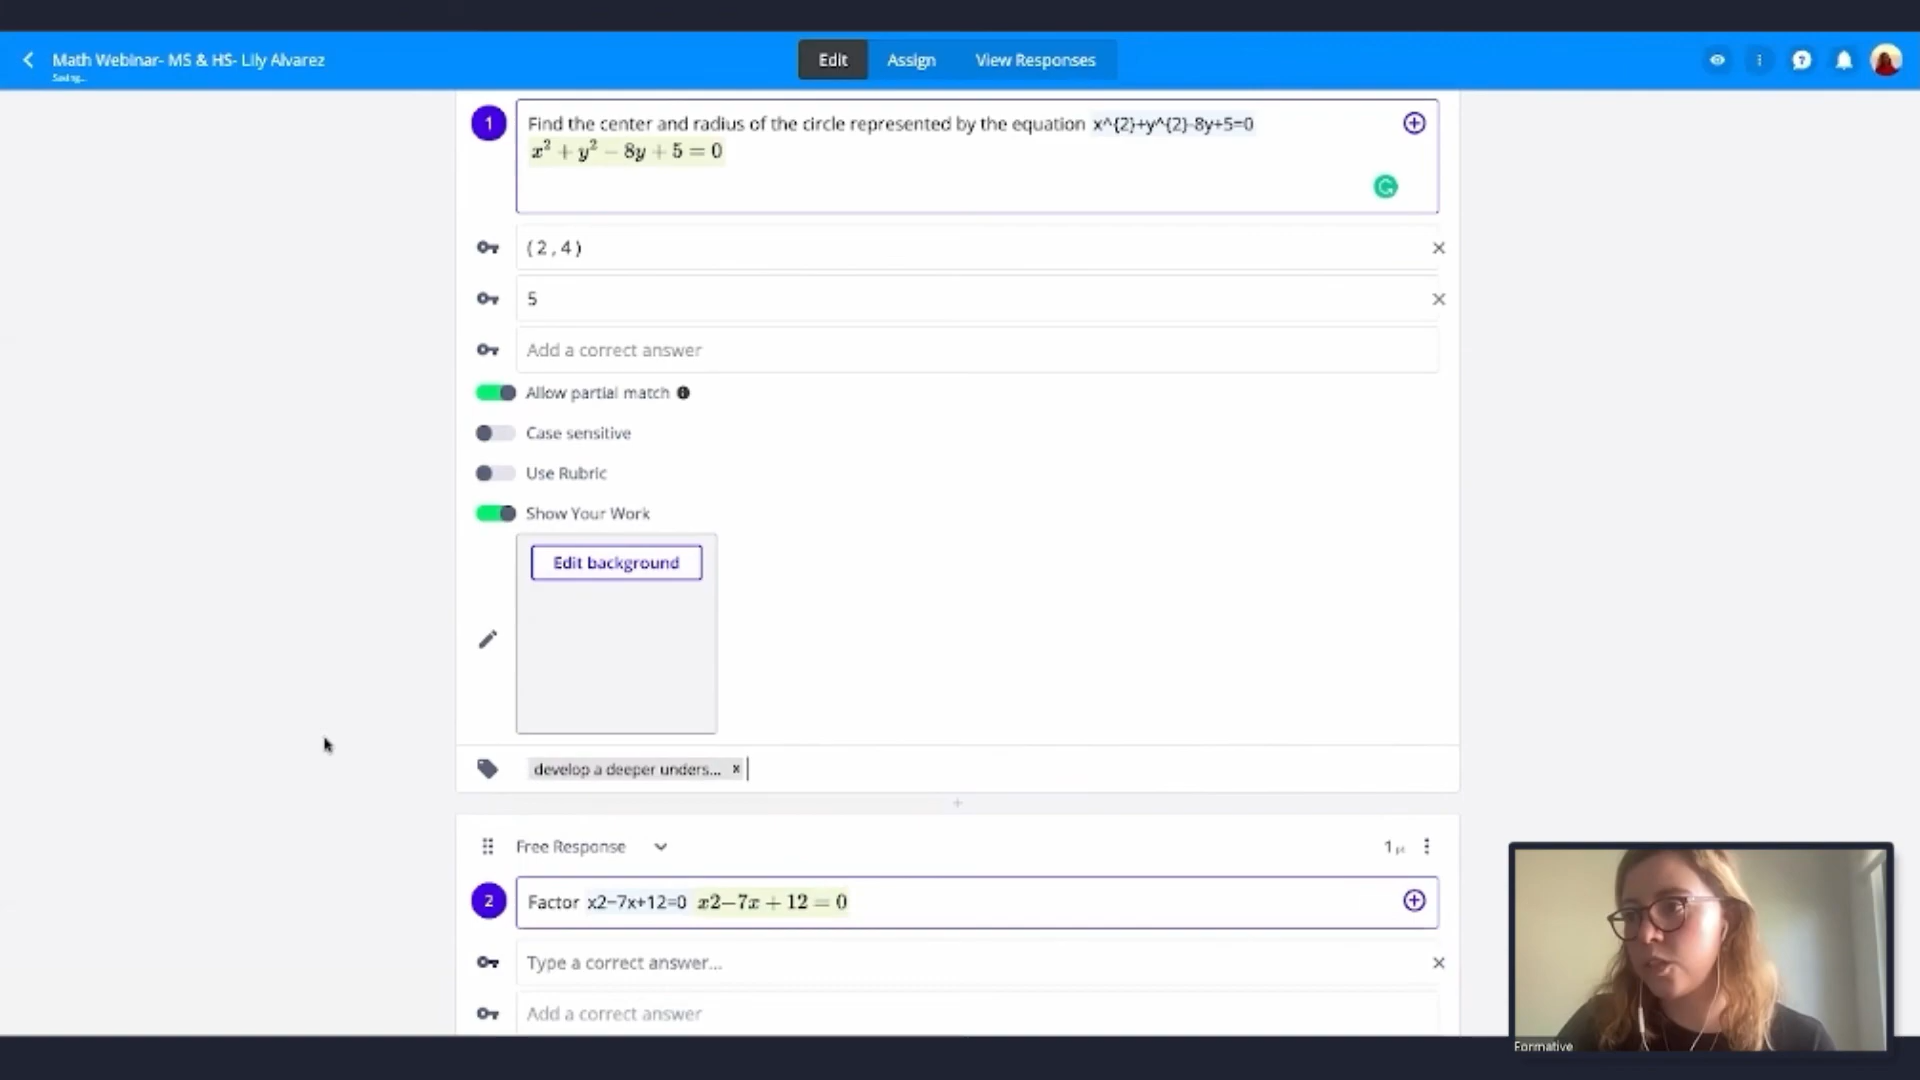 Math Webinar- MS & HS- Lily Alvarez
Saving...
Edit
Assign
View Responses
1
Find the center and radius of the circle represented by the equation x^{2}+y^{2}-8y+5=0
x² + y² − 8y + 5 = 0
(2,4)
5
Add a correct answer
Allow partial match
Case sensitive
Use Rubric
Show Your Work
Edit background
develop a deeper unders... ×
Free Response
1 pt
2
Factor x2−7x+12=0 x2−7x + 12 = 0
Type a correct answer...
Add a correct answer
Formative